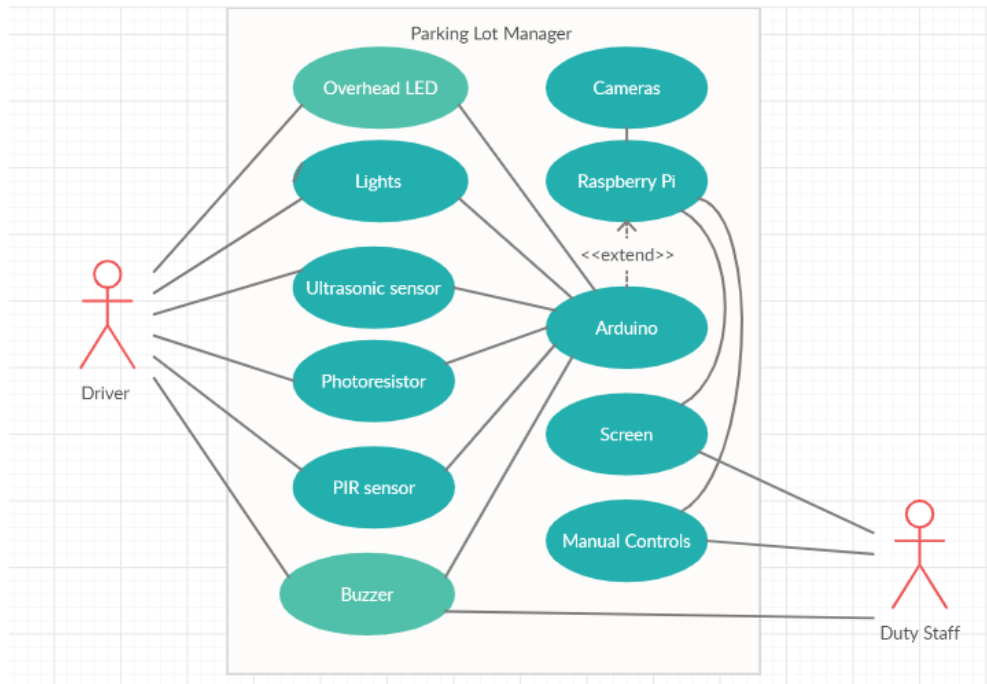 Parking Lot Manager
Overhead LED
Cameras
Lights
Raspberry Pi
<<extend>>
Ultrasonic sensor
Arduino
Photoresistor
Driver
Screen
PIR sensor
Manual Controls
Buzzer
Duty Staff